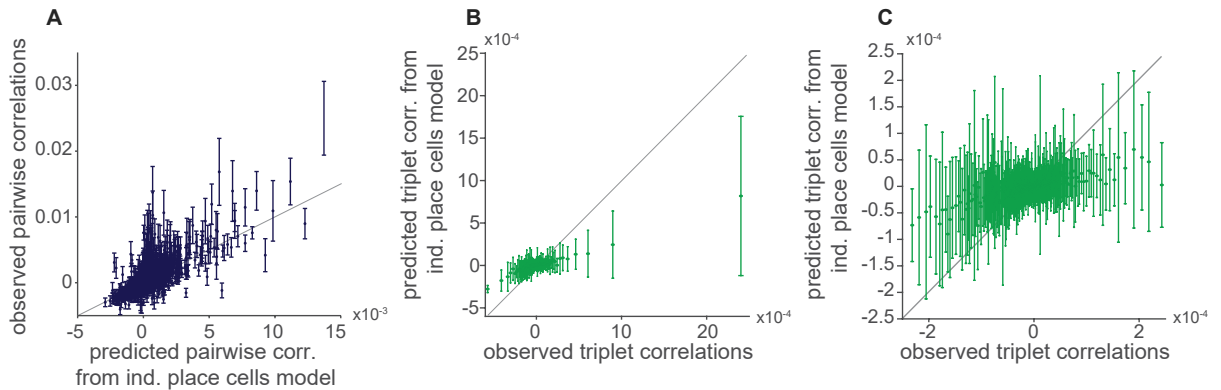 A
observed pairwise correlations
0.03
0.02
0.01
0
-5
0
5
10
15
x10⁻³
predicted pairwise corr.
from ind. place cells model
B
x10⁻⁴
predicted triplet corr. from
ind. place cells model
25
20
15
10
5
0
-5
0
10
20
x10⁻⁴
observed triplet correlations
C
x10⁻⁴
predicted triplet corr. from
ind. place cells model
2.5
2
1.5
1
0.5
0
-0.5
-1
-1.5
-2
-2.5
-2
0
2
x10⁻⁴
observed triplet correlations